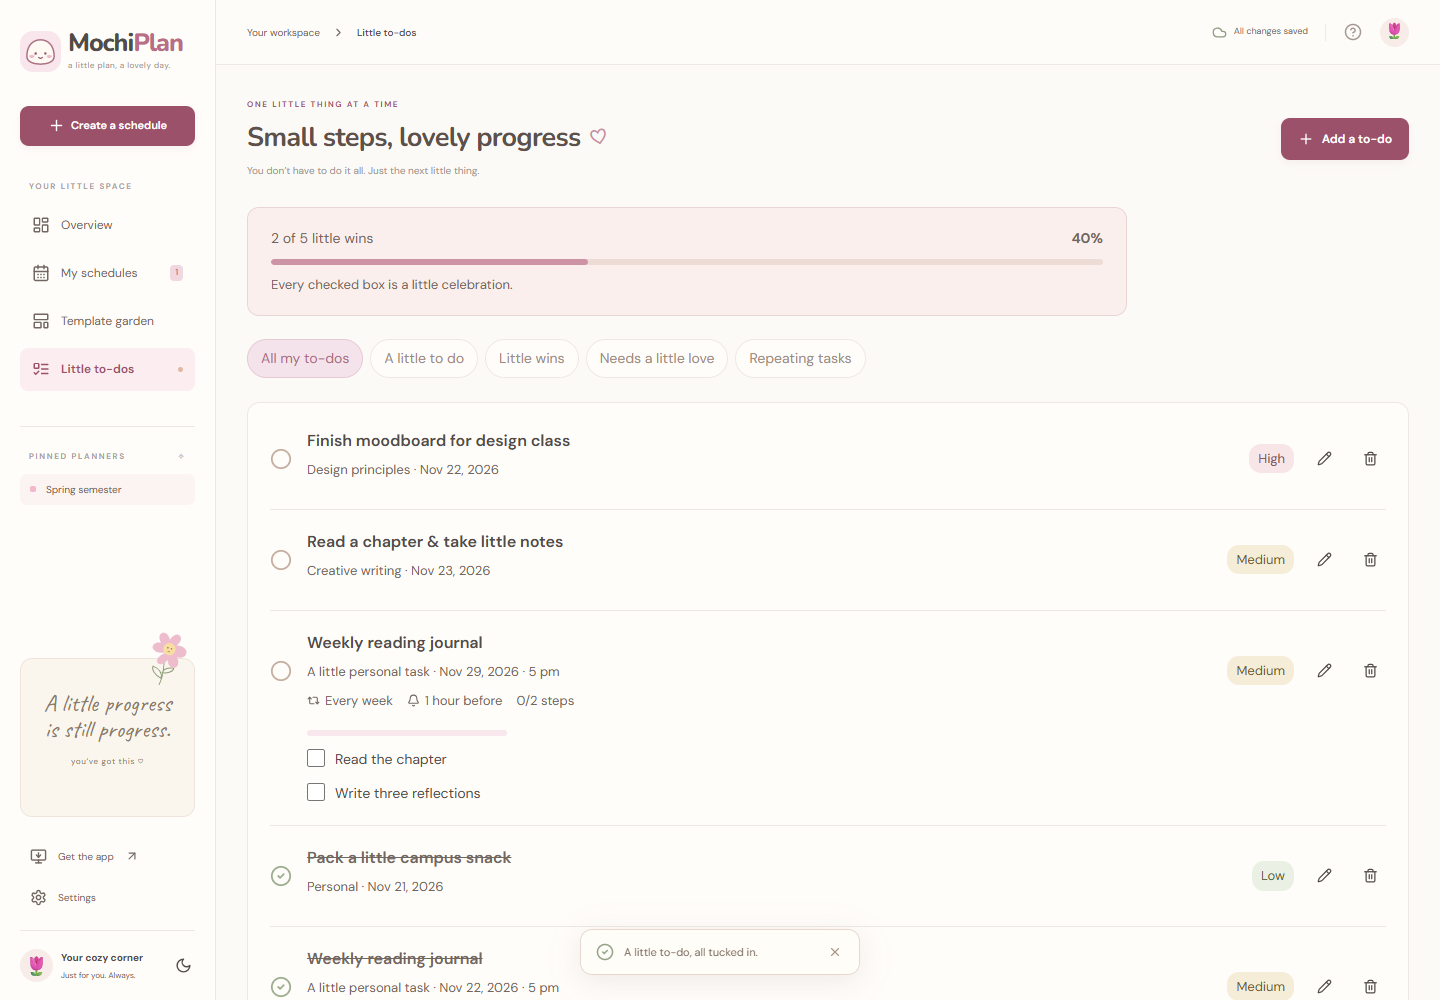 MochiPlan
a little plan, a lovely day.
Create a schedule
YOUR LITTLE SPACE
Overview
My schedules 1
Template garden
Little to-dos
PINNED PLANNERS
Spring semester
A little progress
is still progress.
you've got this ♡
Get the app
Settings
Your cozy corner
Just for you. Always.
Your workspace > Little to-dos
All changes saved
ONE LITTLE THING AT A TIME
Small steps, lovely progress
You don't have to do it all. Just the next little thing.
Add a to-do
2 of 5 little wins 40%
Every checked box is a little celebration.
All my to-dos A little to do Little wins Needs a little love Repeating tasks
Finish moodboard for design class
Design principles · Nov 22, 2026
High
Read a chapter & take little notes
Creative writing · Nov 23, 2026
Medium
Weekly reading journal
A little personal task · Nov 29, 2026 · 5 pm
Medium
Every week 1 hour before 0/2 steps
Read the chapter
Write three reflections
Pack a little campus snack
Personal · Nov 21, 2026
Low
Weekly reading journal
A little personal task · Nov 22, 2026 · 5 pm
Medium
A little to-do, all tucked in.